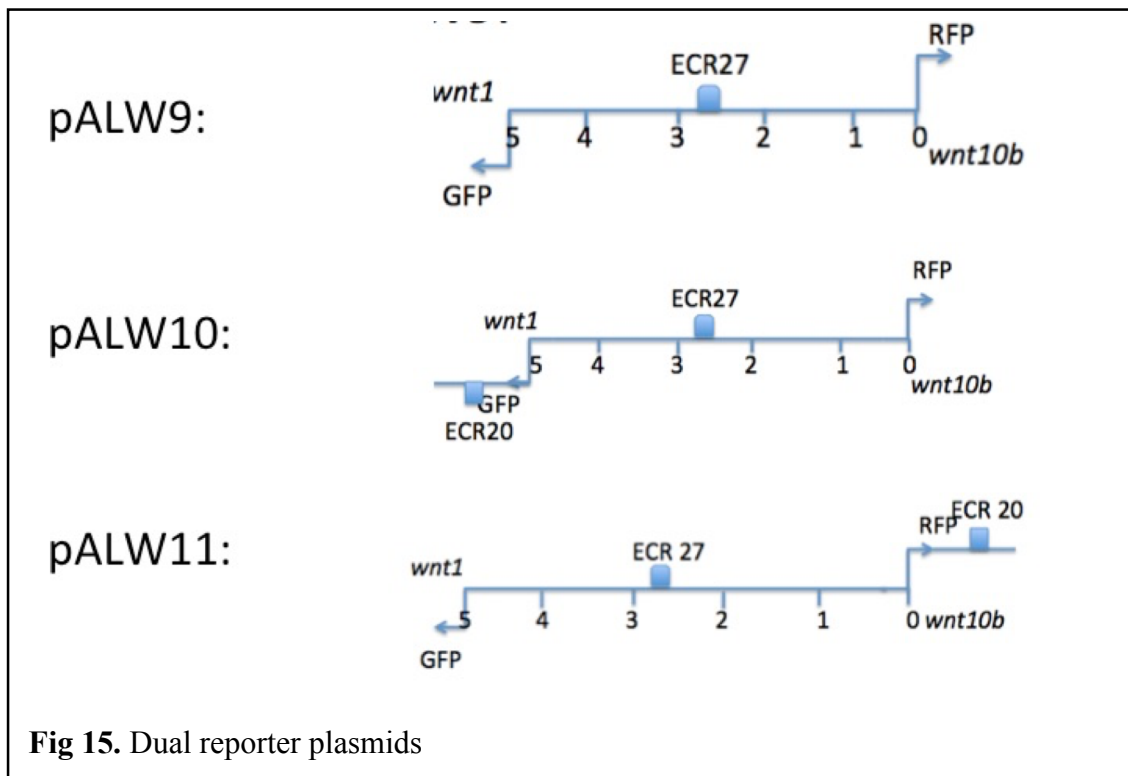 pALW9:
RFP
ECR27
wnt1
5 4 3 2 1 0
wnt10b
GFP
pALW10:
RFP
ECR27
wnt1
5 4 3 2 1 0
wnt10b
GFP
ECR20
pALW11:
ECR 20
RFP
ECR 27
wnt1
5 4 3 2 1 0 wnt10b
GFP
Fig 15. Dual reporter plasmids